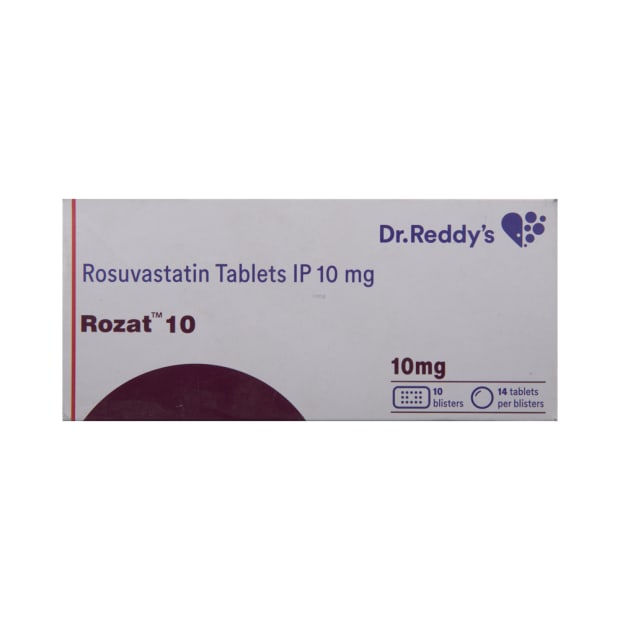 Dr.Reddy's
Rosuvastatin Tablets IP 10 mg
Rozat™ 10
10mg
10
blisters
14 tablets
per blisters